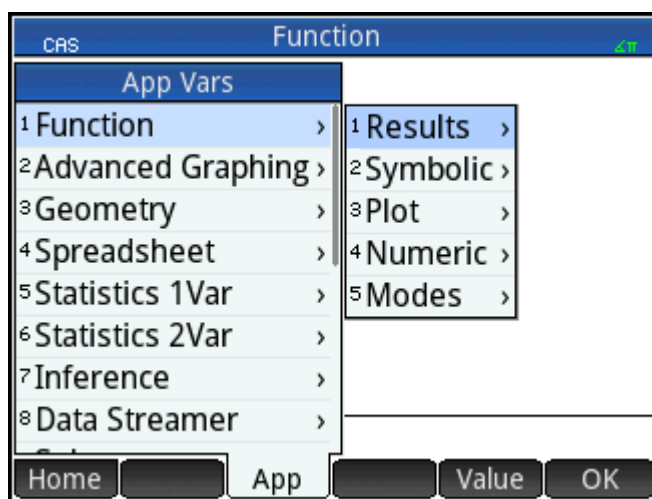 CAS Function ∡π
App Vars
1 Function ›
2 Advanced Graphing ›
3 Geometry ›
4 Spreadsheet ›
5 Statistics 1Var ›
6 Statistics 2Var ›
7 Inference ›
8 Data Streamer ›
1 Results ›
2 Symbolic ›
3 Plot ›
4 Numeric ›
5 Modes ›
Home App Value OK